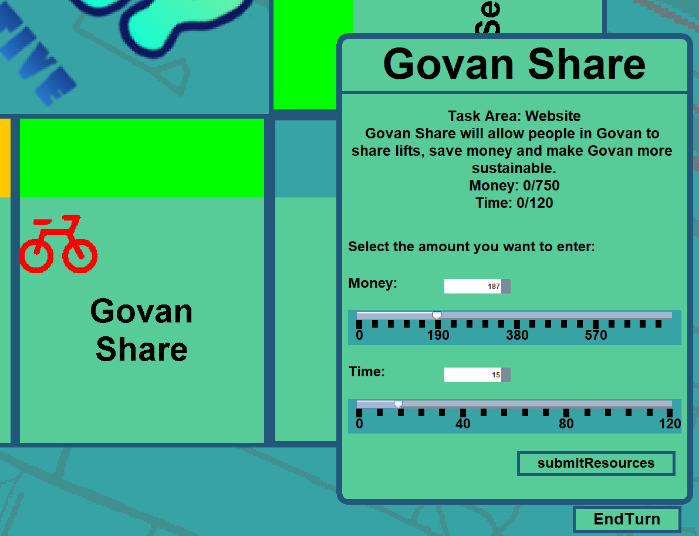 TIVE
Se
Govan Share
Task Area: Website
Govan Share will allow people in Govan to
share lifts, save money and make Govan more
sustainable.
Money: 0/750
Time: 0/120
Select the amount you want to enter:
Money:
187
0 190 380 570
Time:
15
0 40 80 120
submitResources
EndTurn
Govan
Share